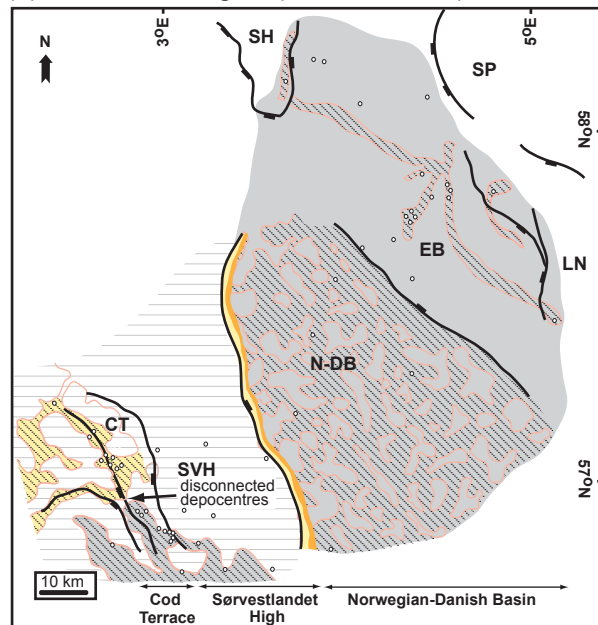 N
3°E
5°E
SH
SP
58°N
EB
LN
N-DB
CT
SVH
disconnected
depocentres
57°N
10 km
Cod
Terrace
Sørvestlandet
High
Norwegian-Danish Basin